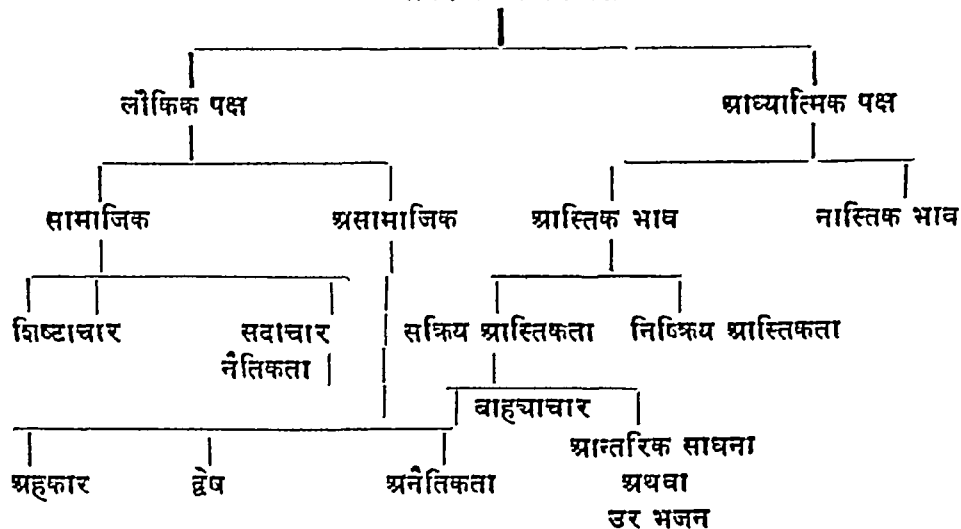 लौकिक पक्ष आध्यात्मिक पक्ष
सामाजिक असामाजिक आस्तिक भाव नास्तिक भाव
शिष्टाचार सदाचार सक्रिय आस्तिकता निष्क्रिय आस्तिकता
नैतिकता
बाह्याचार
आन्तरिक साधना
अहकार द्वेष अनैतिकता अथवा
उर भजन